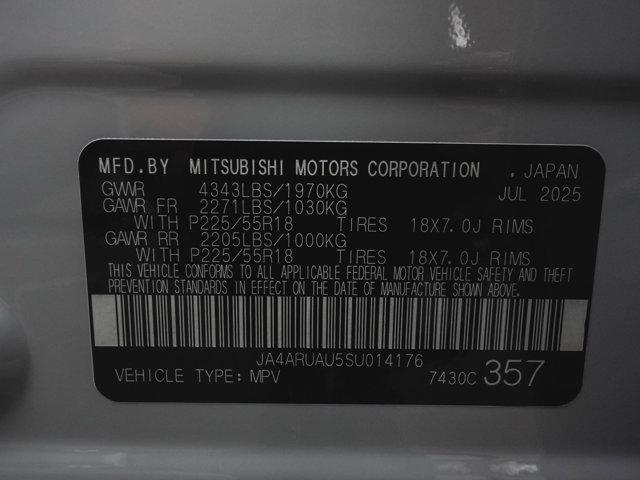 MFD.BY MITSUBISHI MOTORS CORPORATION . JAPAN
GVWR 4343LBS/1970KG JUL 2025
GAWR FR 2271LBS/1030KG
WITH P225/55R18 TIRES 18X7.0J RIMS
GAWR RR 2205LBS/1000KG
WITH P225/55R18 TIRES 18X7.0J RIMS
THIS VEHICLE CONFORMS TO ALL APPLICABLE FEDERAL MOTOR VEHICLE SAFETY AND THEFT
PREVENTION STANDARDS IN EFFECT ON THE DATE OF MANUFACTURE SHOWN ABOVE.
JA4ARUAU5SU014176
VEHICLE TYPE: MPV 7430C 357